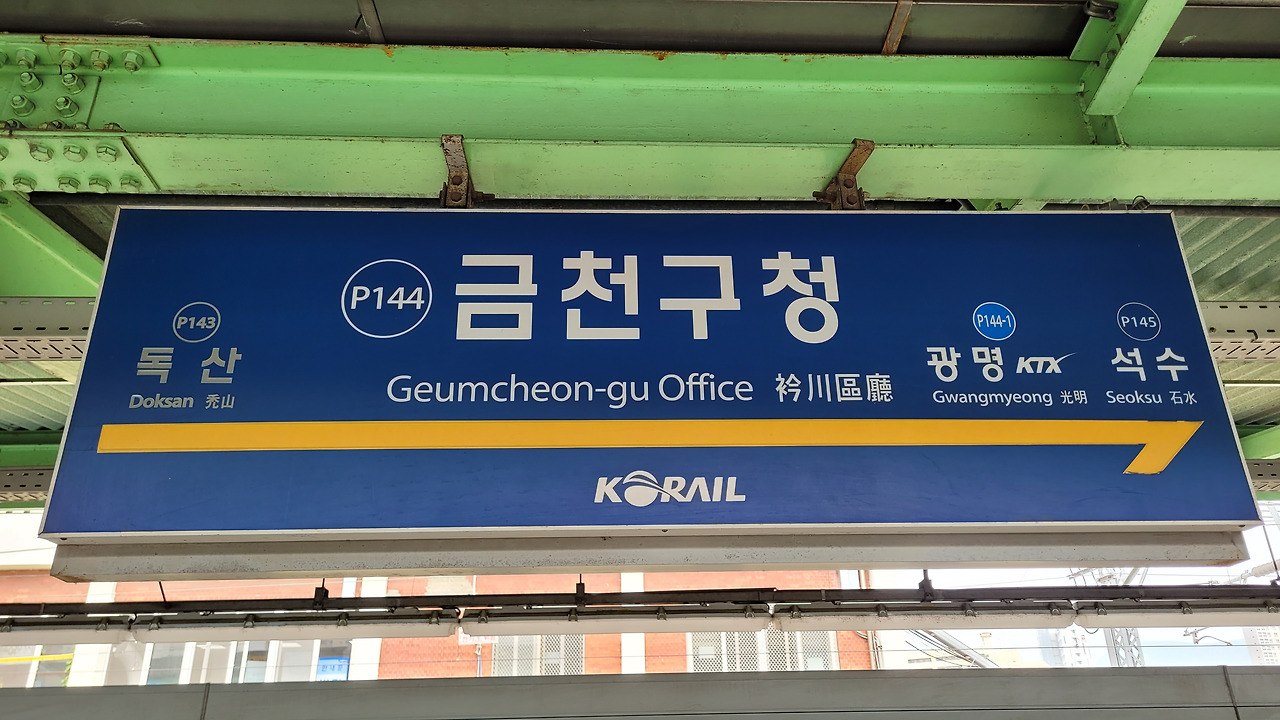 P144 금천구청
Geumcheon-gu Office 衿川區廳
P143
독산
Doksan 禿山
P144-1
광명 KTX
Gwangmyeong 光明
P145
석수
Seoksu 石水
KORAIL